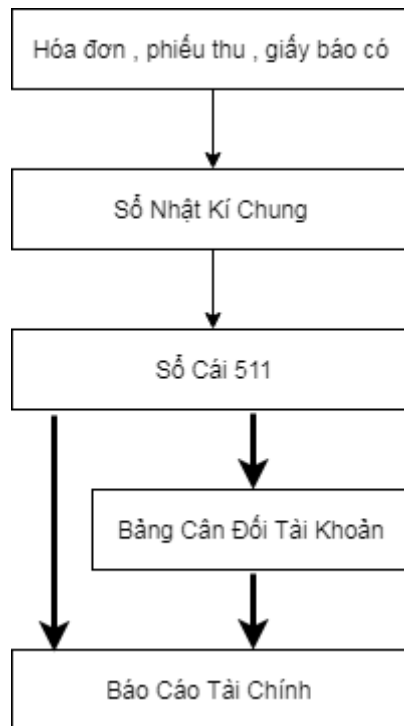 Hóa đơn , phiếu thu , giấy báo có
Sổ Nhật Kí Chung
Sổ Cái 511
Bảng Cân Đối Tài Khoản
Báo Cáo Tài Chính